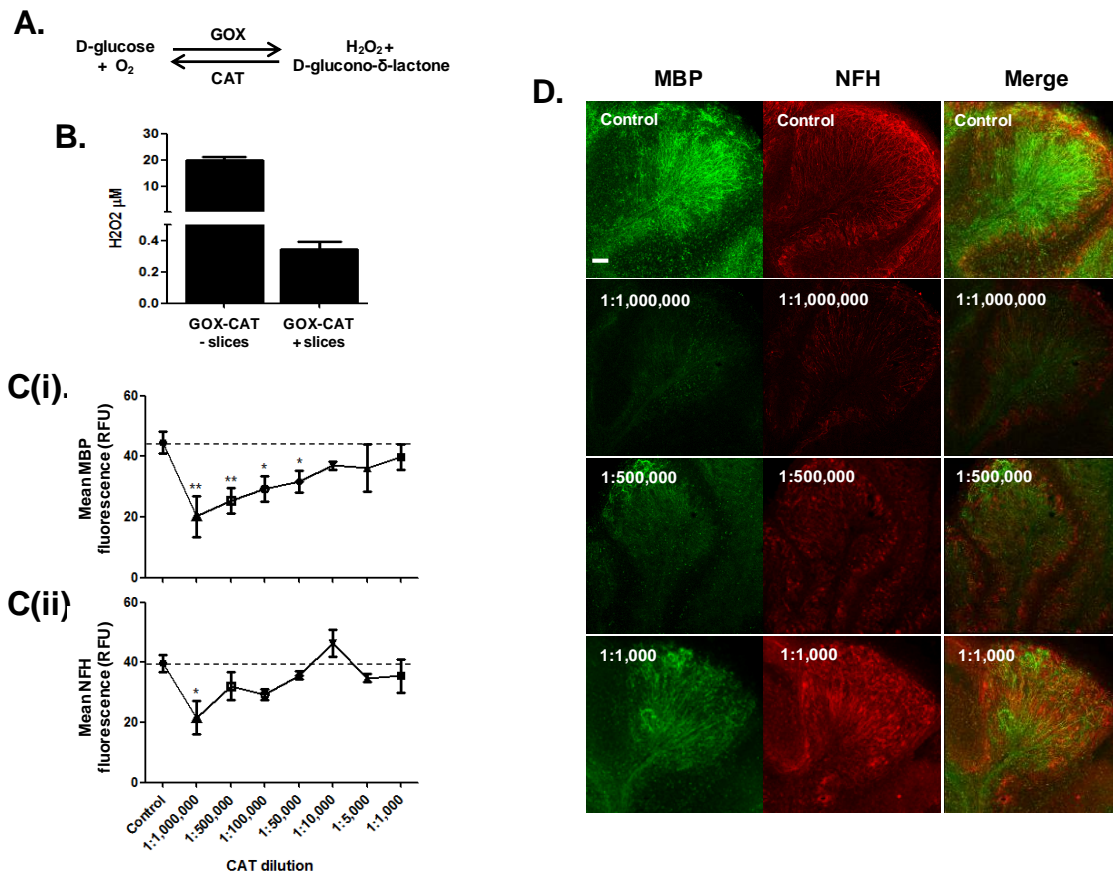 A.
D-glucose
+ O₂
GOX
CAT
H₂O₂ +
D-glucono-δ-lactone
B.
H2O2 µM
30
20
10
0
0.4
0.2
0.0
GOX-CAT
- slices
GOX-CAT
+ slices
C(i).
Mean MBP
fluorescence (RFU)
60
40
20
0
**
**
*
*
C(ii)
Mean NFH
fluorescence (RFU)
60
40
20
0
*
Control
1:1,000,000
1:500,000
1:100,000
1:50,000
1:10,000
1:5,000
1:1,000
CAT dilution
D.
MBP NFH Merge
Control Control Control
1:1,000,000 1:1,000,000 1:1,000,000
1:500,000 1:500,000 1:500,000
1:1,000 1:1,000 1:1,000